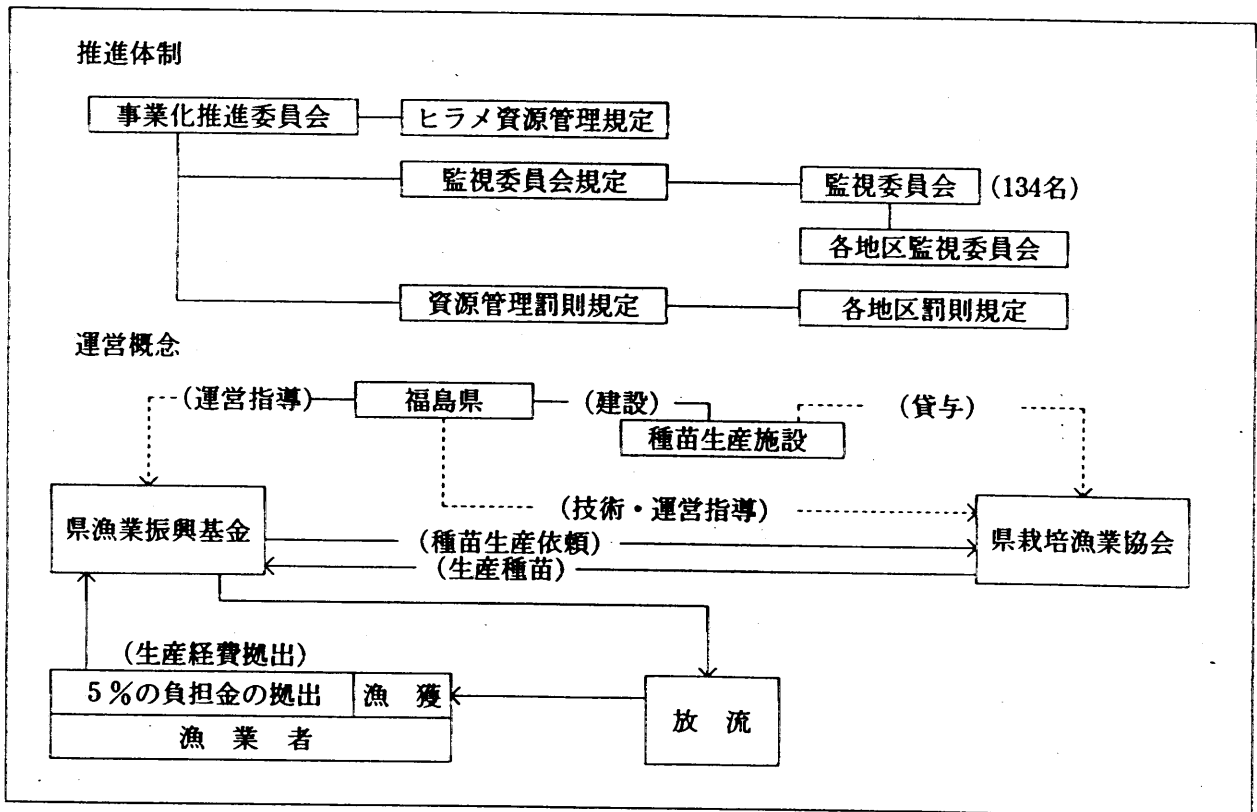 推進体制
事業化推進委員会 ヒラメ資源管理規定
監視委員会規定 監視委員会 (134名)
各地区監視委員会
資源管理罰則規定 各地区罰則規定
運営概念
(運営指導) 福島県 (建設) (貸与)
種苗生産施設
(技術・運営指導)
県漁業振興基金 県栽培漁業協会
(種苗生産依頼)
(生産種苗)
(生産経費拠出)
5%の負担金の拠出 漁 獲
放 流
漁 業 者